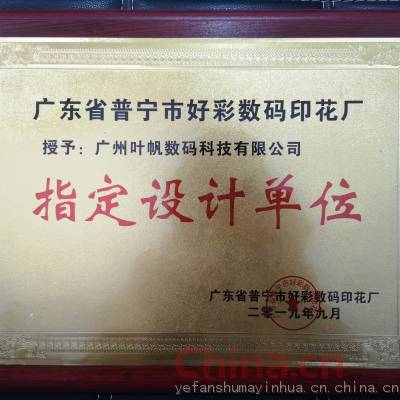 广东省普宁市好彩数码印花厂
授予：广州叶帆数码科技有限公司
指定设计单位
广东省普宁市好彩数码印花厂
二零一九年九月
China.cn
yefanshumayinhua.cn.china.cn